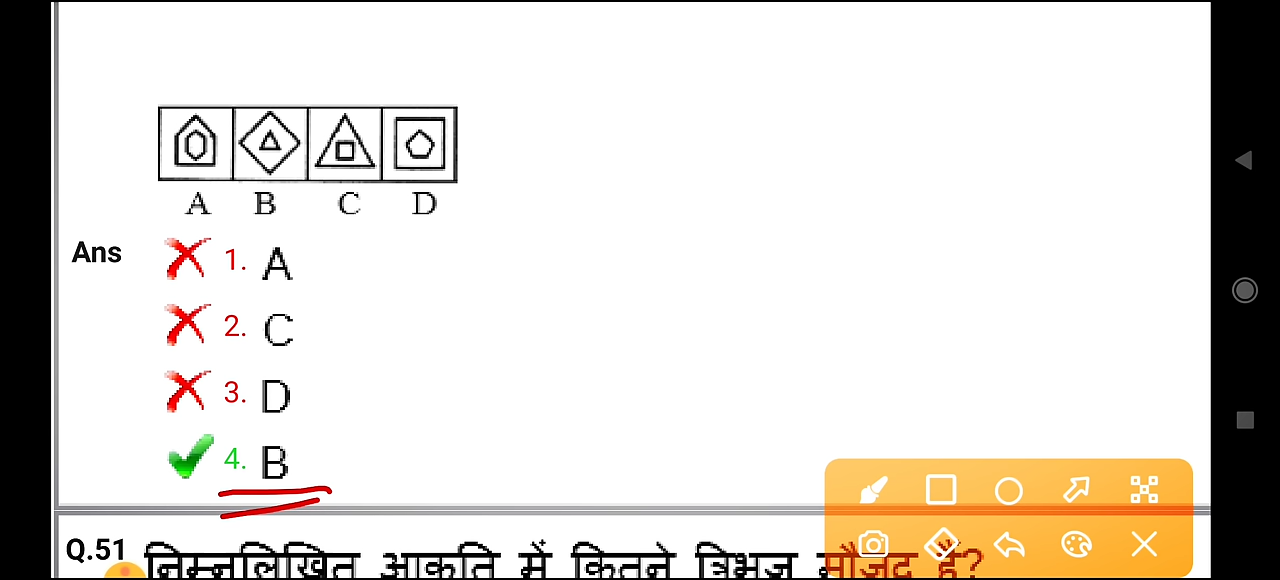 A B C D
Ans 1. A
2. C
3. D
4. B
Q.51 निम्नलिखित आकृति में कितने त्रिभुज मौजूद हैं?